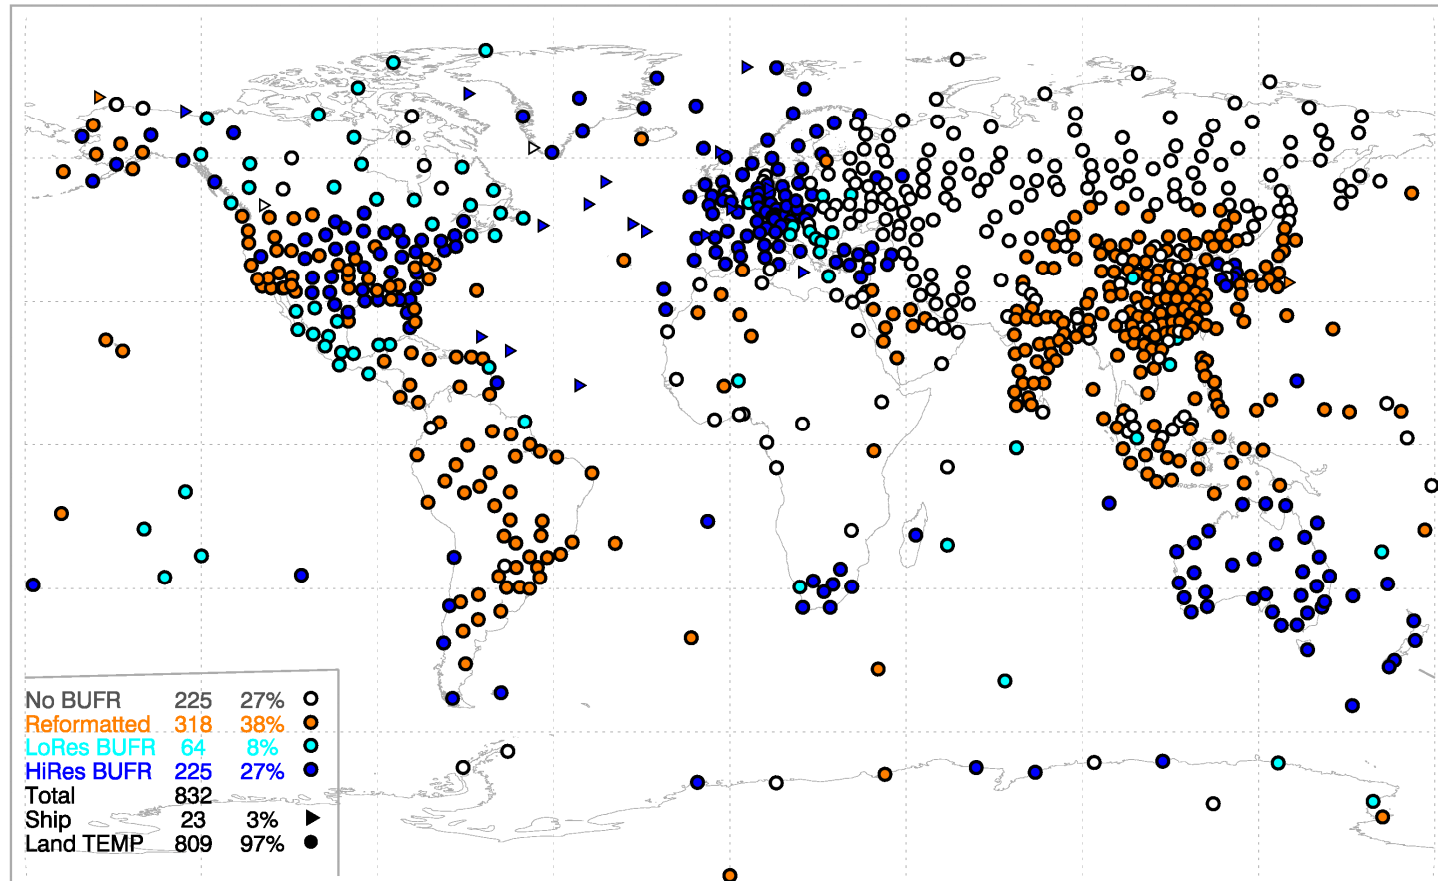 No BUFR 225 27%
Reformatted 318 38%
LoRes BUFR 64 8%
HiRes BUFR 225 27%
Total 832
Ship 23 3%
Land TEMP 809 97%